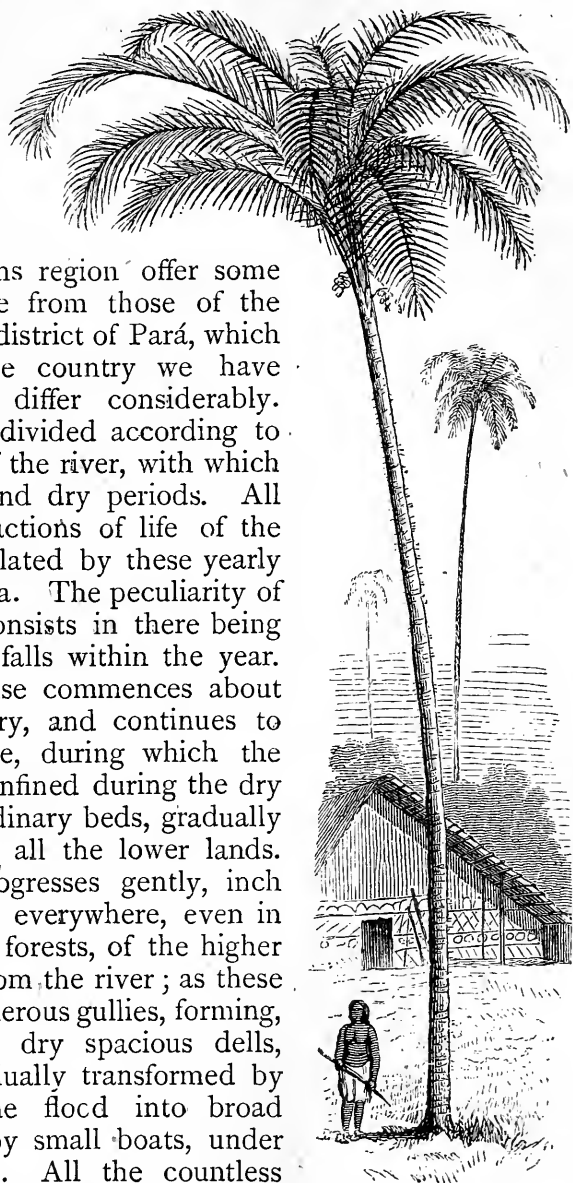 ns region offer some
e from those of the
district of Pará, which
e country we have
differ considerably.
divided according to
f the river, with which
nd dry periods. All
actions of life of the
lated by these yearly
a. The peculiarity of
onsists in there being
falls within the year.
se commences about
ry, and continues to
e, during which the
nfined during the dry
dinary beds, gradually
all the lower lands.
ogresses gently, inch
everywhere, even in
forests, of the higher
om the river ; as these
nerous gullies, forming,
dry spacious dells,
ually transformed by
ne flocd into broad
by small boats, under
. All the countless